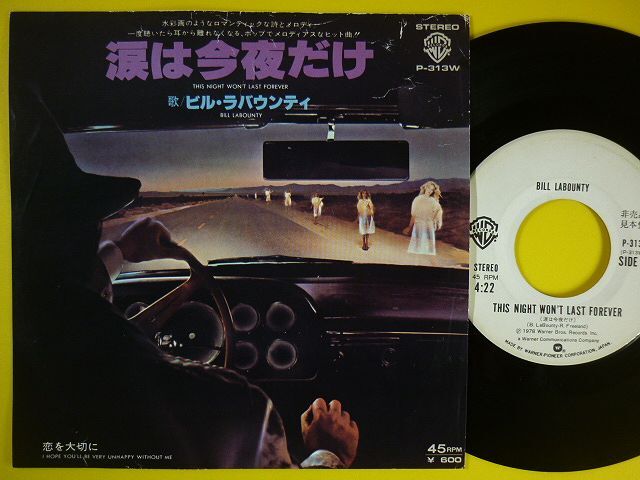 水彩画のようなロマンティックな詩とメロディー
一度聴いたら耳から離れなくなる、ポップでメロディアスなヒット曲!!
STEREO
P-313W
涙は今夜だけ
THIS NIGHT WON'T LAST FOREVER
歌/ビル・ラバウンティ
BILL LABOUNTY
恋を大切に
I HOPE YOU'LL BE VERY UNHAPPY WITHOUT ME
45RPM
¥600
BILL LABOUNTY
非売
見本
P-313
SIDE
STEREO
45 RPM
4:22
THIS NIGHT WON'T LAST FOREVER
(涙は今夜だけ)
(B. LaBounty-R. Freeland)
Ⓟ 1978 Warner Bros. Records Inc.
a Warner Communications Company
MADE BY WARNER-PIONEER CORPORATION, JAPAN.